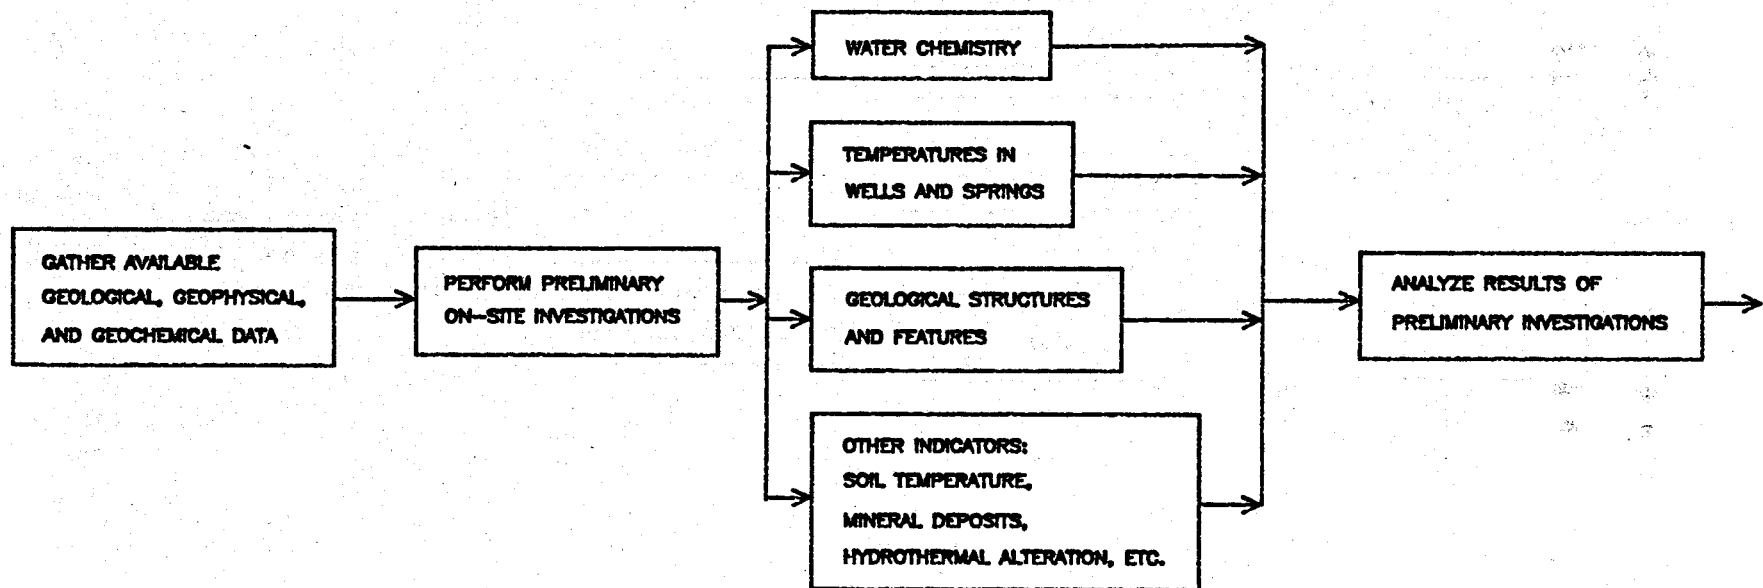 GATHER AVAILABLE
GEOLOGICAL, GEOPHYSICAL,
AND GEOCHEMICAL DATA
PERFORM PRELIMINARY
ON-SITE INVESTIGATIONS
WATER CHEMISTRY
TEMPERATURES IN
WELLS AND SPRINGS
GEOLOGICAL STRUCTURES
AND FEATURES
OTHER INDICATORS:
SOIL TEMPERATURE,
MINERAL DEPOSITS,
HYDROTHERMAL ALTERATION, ETC.
ANALYZE RESULTS OF
PRELIMINARY INVESTIGATIONS